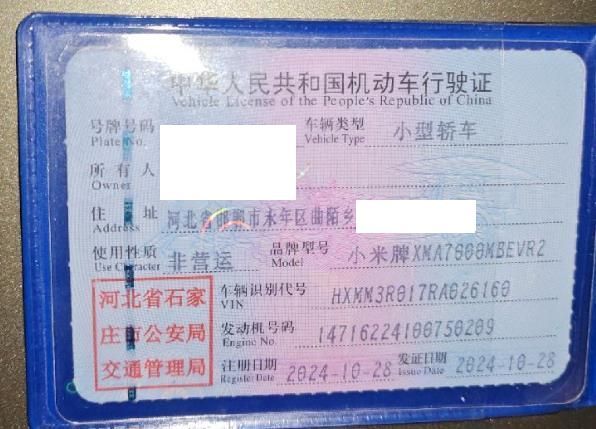 中华人民共和国机动车行驶证
Vehicle License of the People's Republic of China
号牌号码 车辆类型 小型轿车
Plate No. Vehicle Type
所有人
Owner
住址 河北省邯郸市永年区曲陌乡
Address
使用性质 非营运 品牌型号 小米牌XMA7000MBEVR2
Use Character Model
河北省石家庄市公安局交通管理局
车辆识别代号 HXMM3R017RA026160
VIN
发动机号码 14716224100750209
Engine No.
注册日期 2024-10-28 发证日期 2024-10-28
Register Date Issue Date